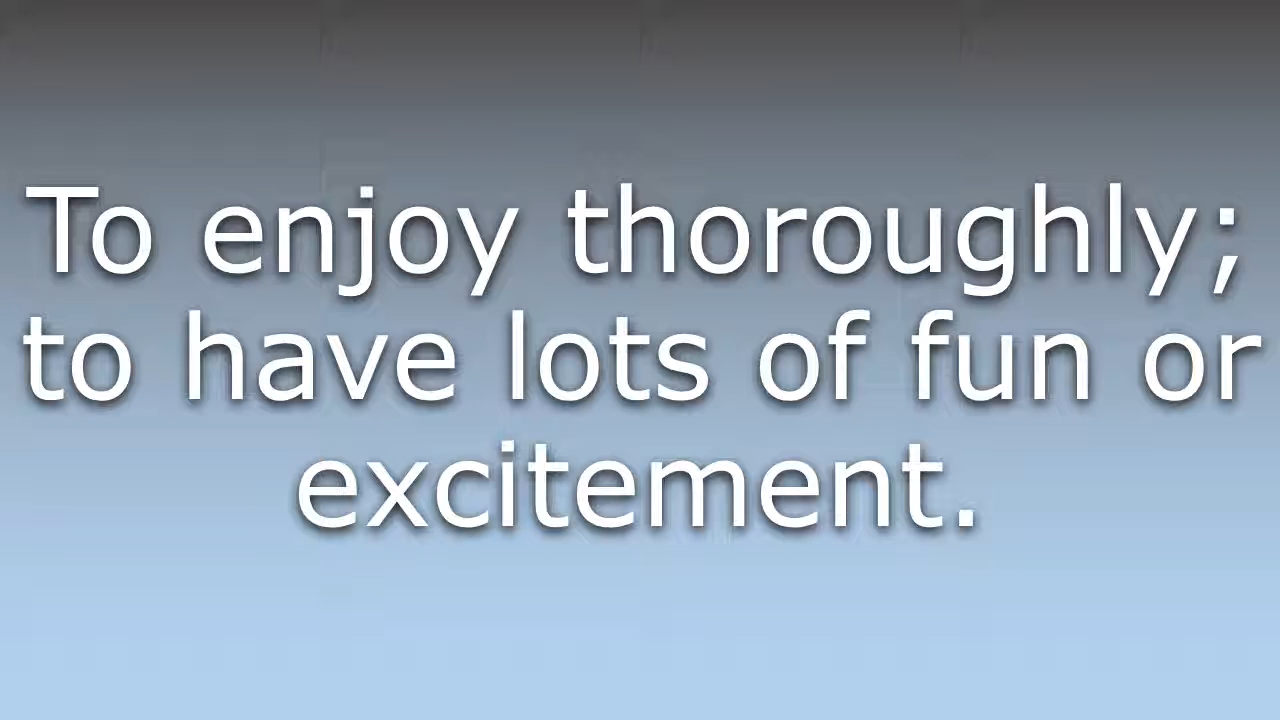 To enjoy thoroughly;
to have lots of fun or
excitement.